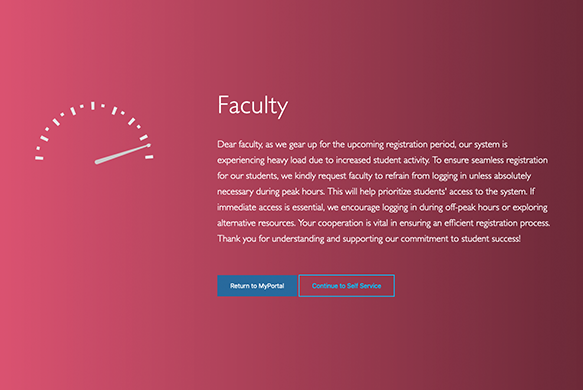 Faculty
Dear faculty, as we gear up for the upcoming registration period, our system is
experiencing heavy load due to increased student activity. To ensure seamless registration
for our students, we kindly request faculty to refrain from logging in unless absolutely
necessary during peak hours. This will help prioritize students' access to the system. If
immediate access is essential, we encourage logging in during off-peak hours or exploring
alternative resources. Your cooperation is vital in ensuring an efficient registration process.
Thank you for understanding and supporting our commitment to student success!
Return to MyPortal
Continue to Self Service